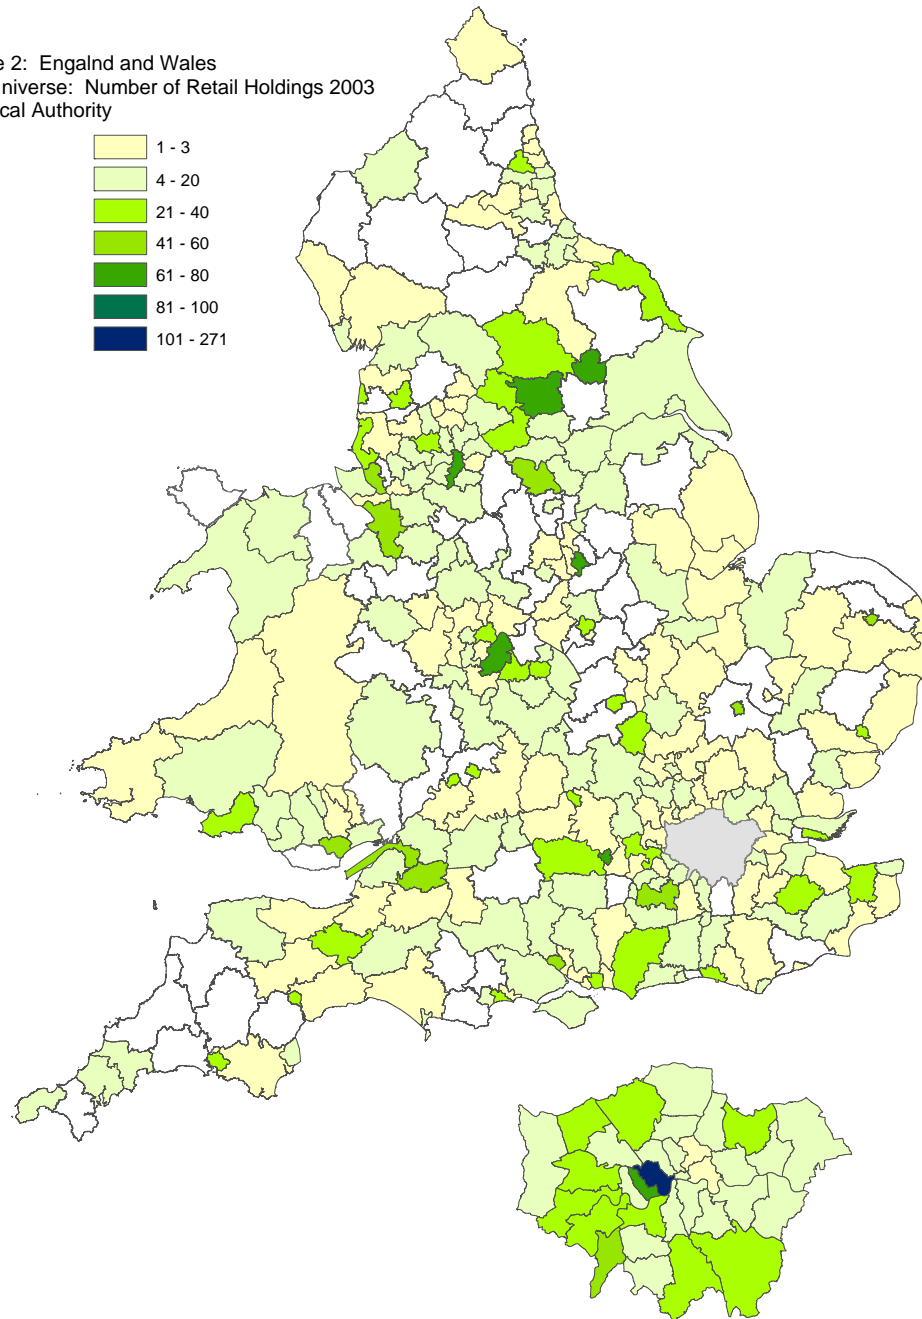 e 2: Engalnd and Wales
niverse: Number of Retail Holdings 2003
cal Authority
1 - 3
4 - 20
21 - 40
41 - 60
61 - 80
81 - 100
101 - 271